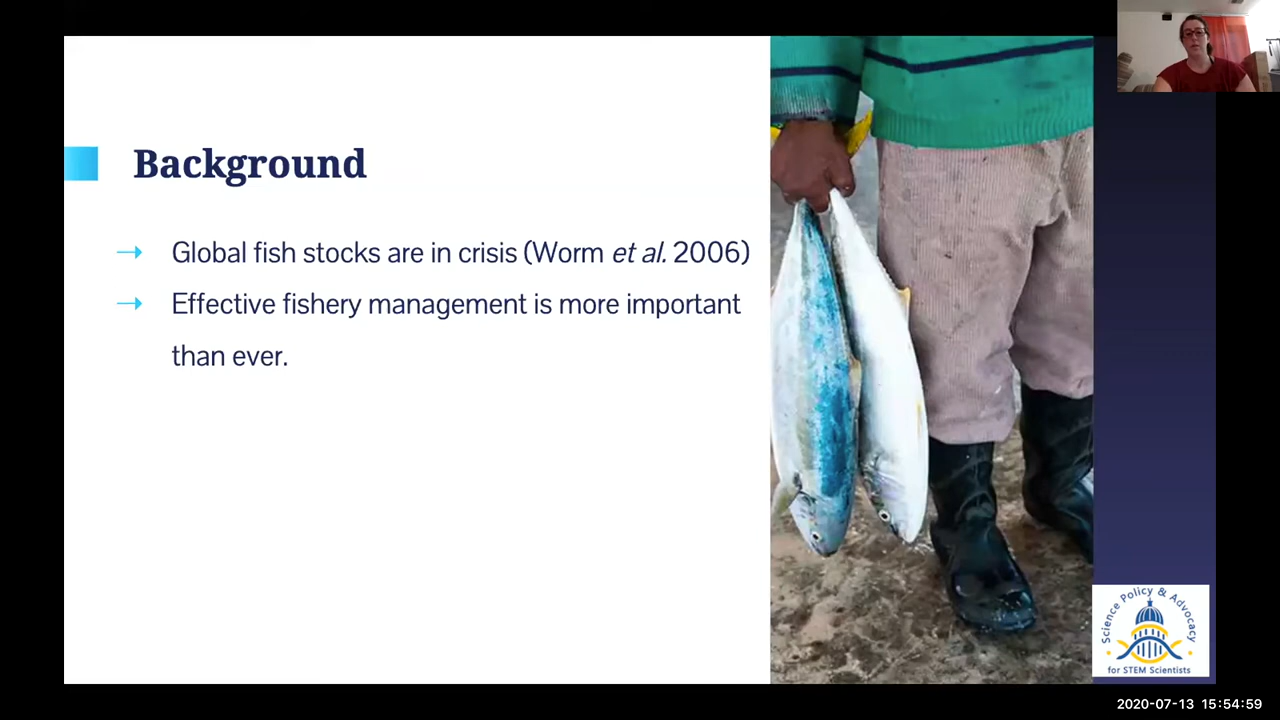 Background
→ Global fish stocks are in crisis (Worm et al. 2006)
→ Effective fishery management is more important
than ever.
Science Policy & Advocacy
for STEM Scientists
2020-07-13 15:54:59